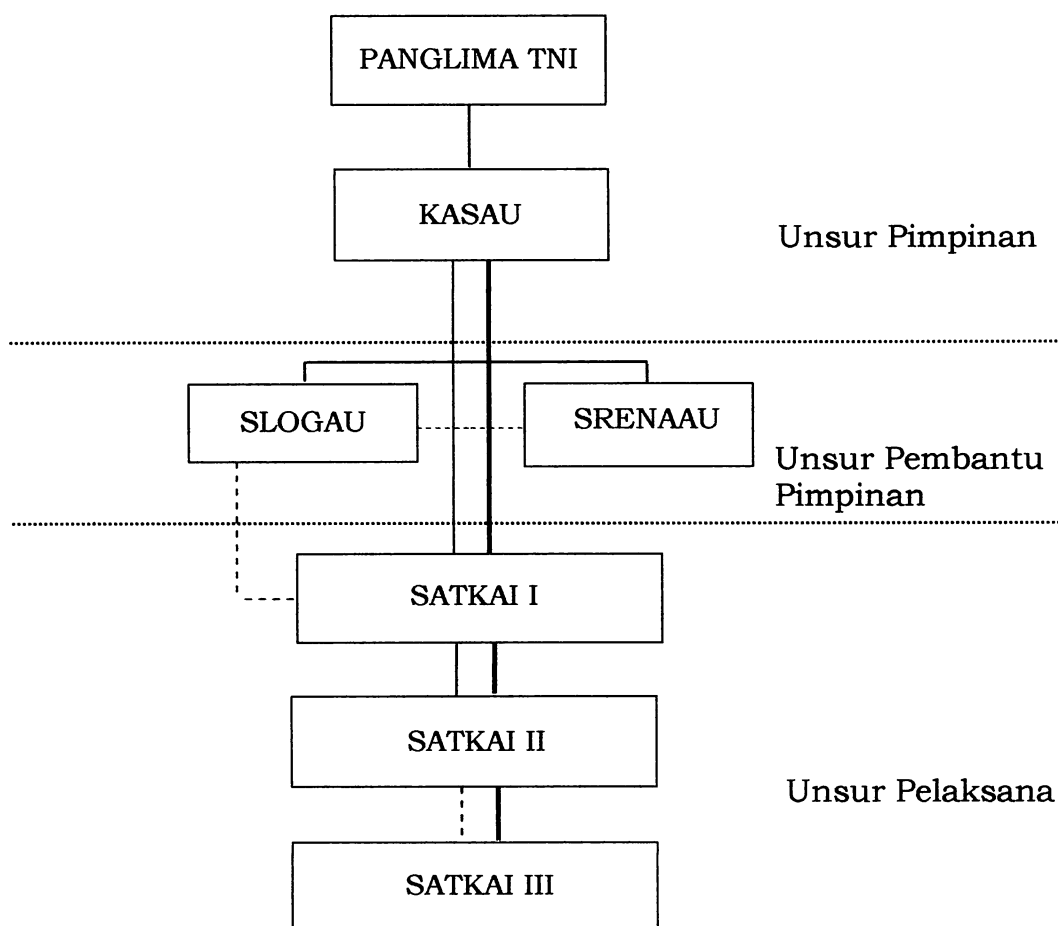 PANGLIMA TNI
KASAU
Unsur Pimpinan
SLOGAU
SRENAAU
Unsur Pembantu
Pimpinan
SATKAI I
SATKAI II
Unsur Pelaksana
SATKAI III